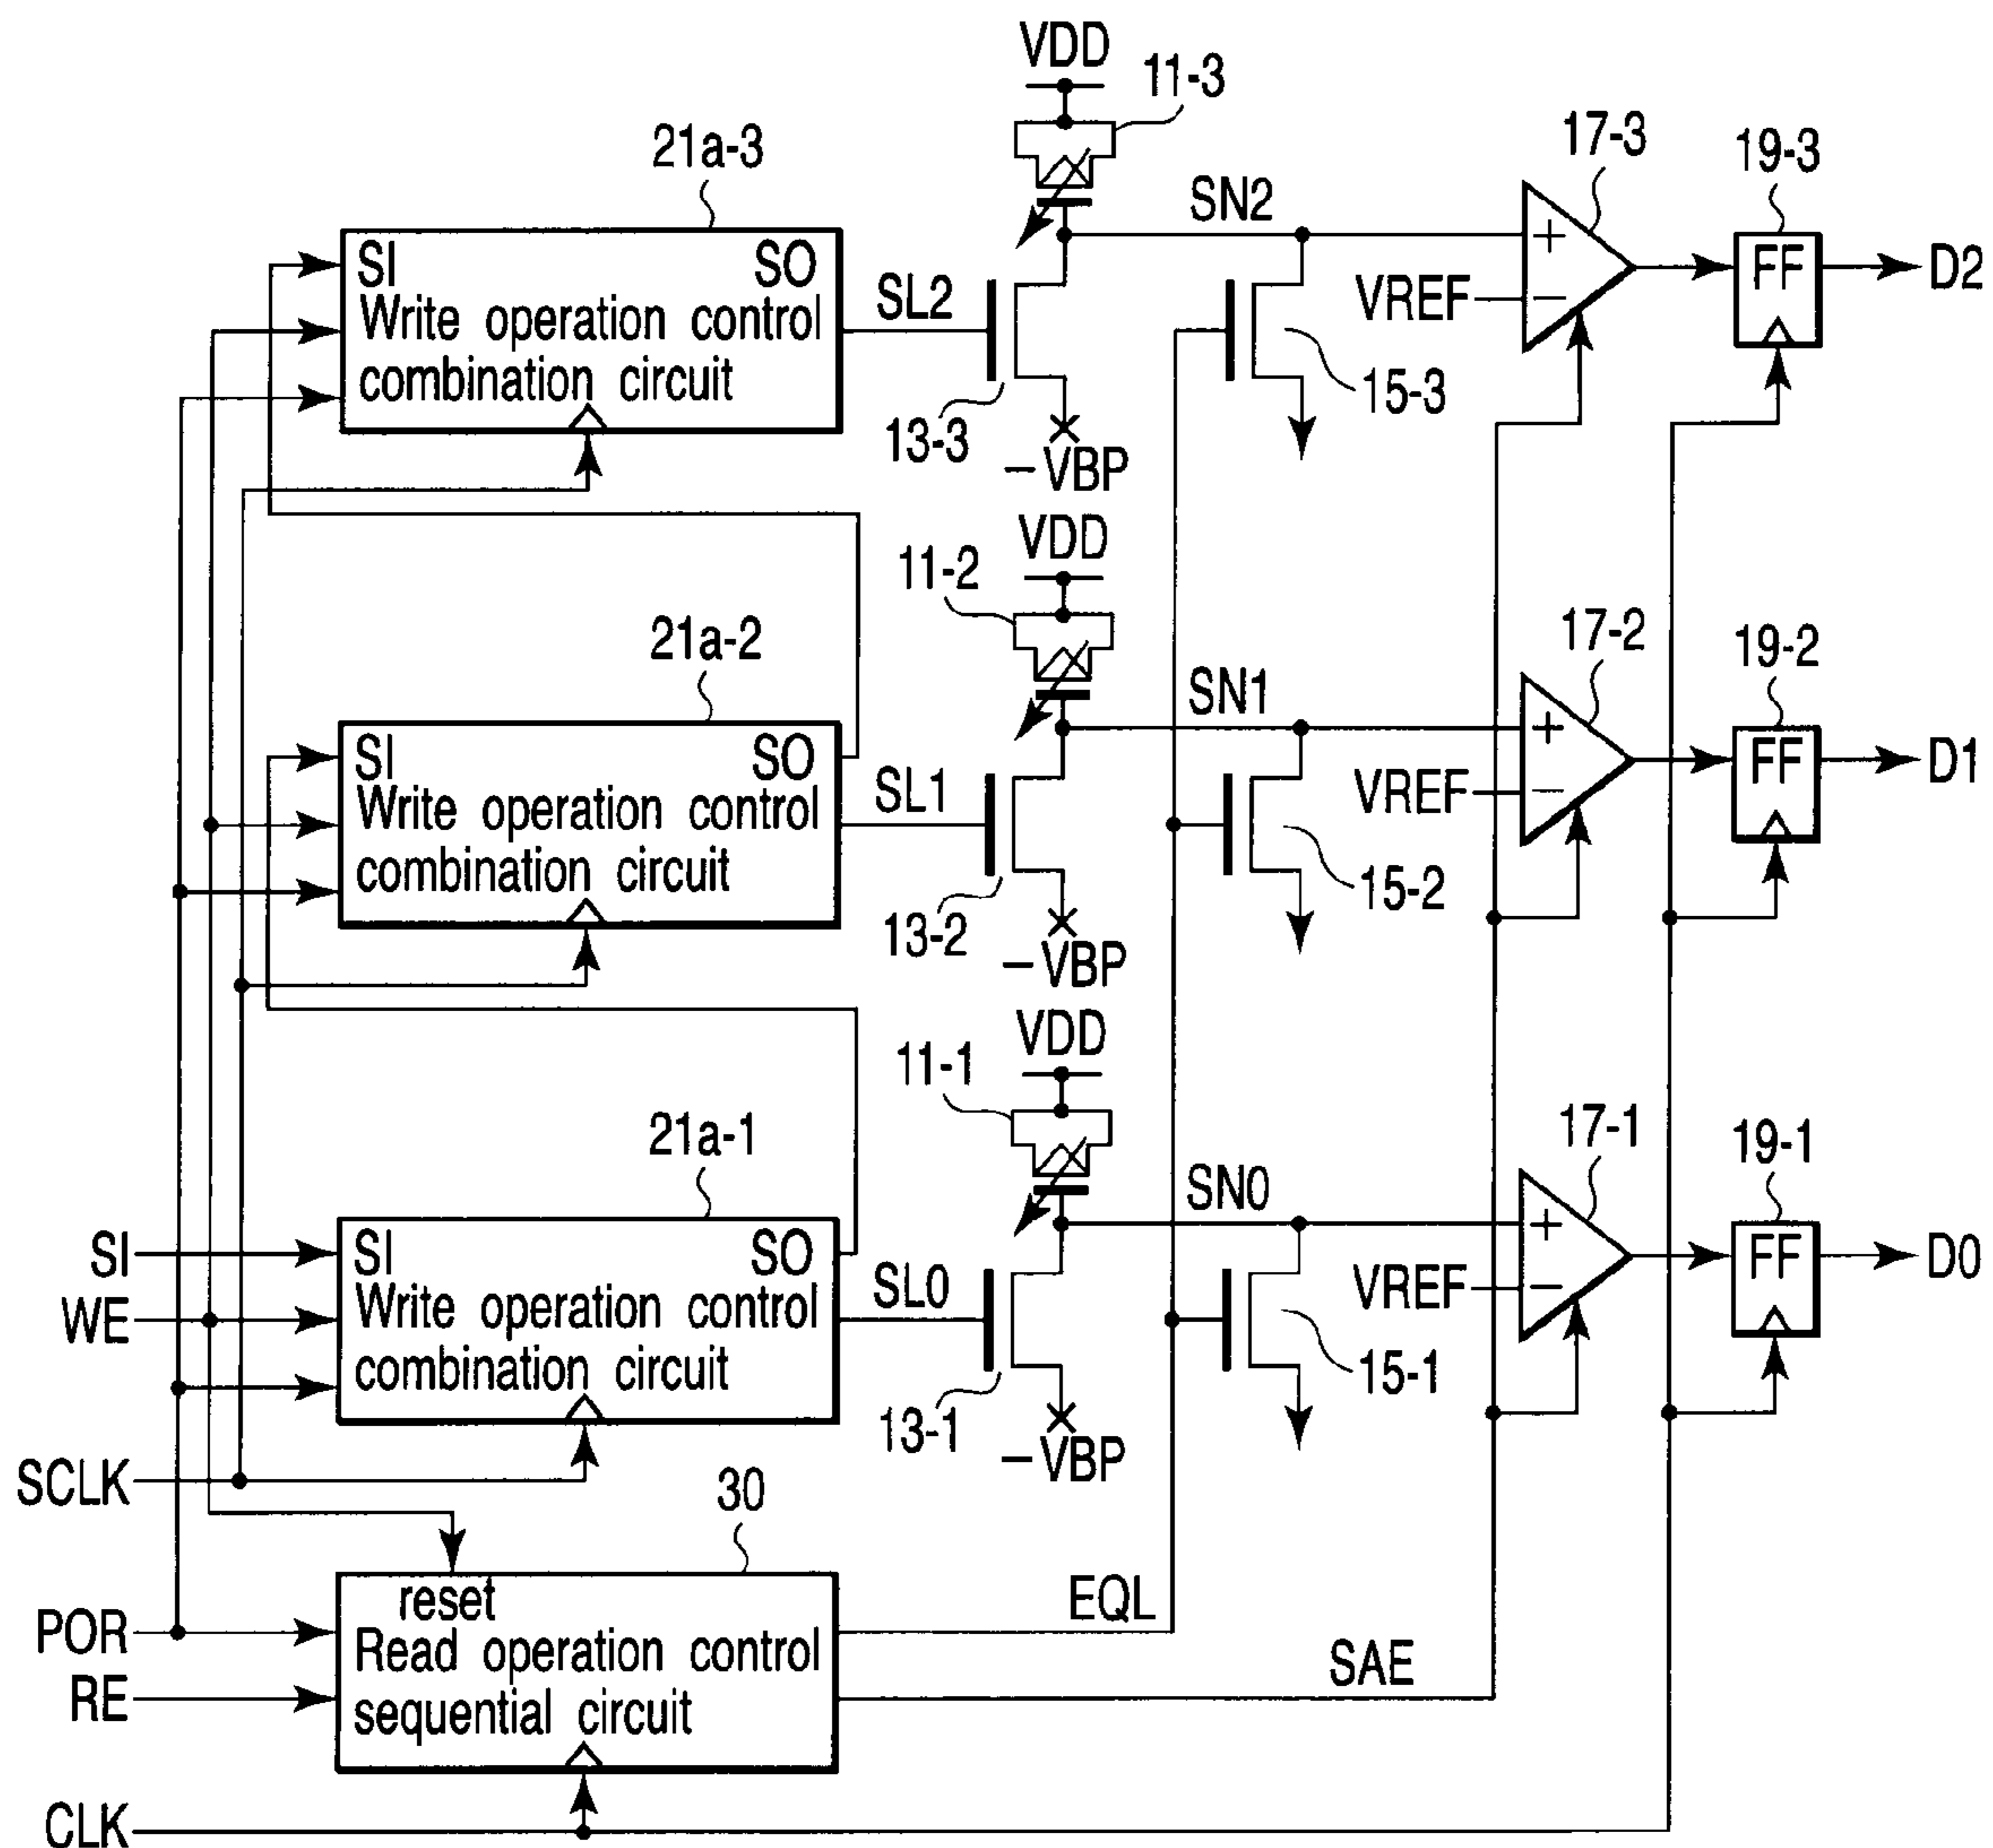 VDD
11-3
17-3
19-3
21a-3
SN2
SI SO
Write operation control
combination circuit
SL2
VREF
+
−
FF
D2
15-3
13-3
−VBP
VDD
11-2
17-2
19-2
21a-2
SN1
SI SO
Write operation control
combination circuit
SL1
VREF
+
−
FF
D1
15-2
13-2
−VBP
VDD
11-1
17-1
19-1
21a-1
SN0
SI
SI SO
WE
Write operation control
combination circuit
SL0
VREF
+
−
FF
D0
15-1
13-1
−VBP
SCLK
30
reset
POR
Read operation control
sequential circuit
EQL
RE
SAE
CLK